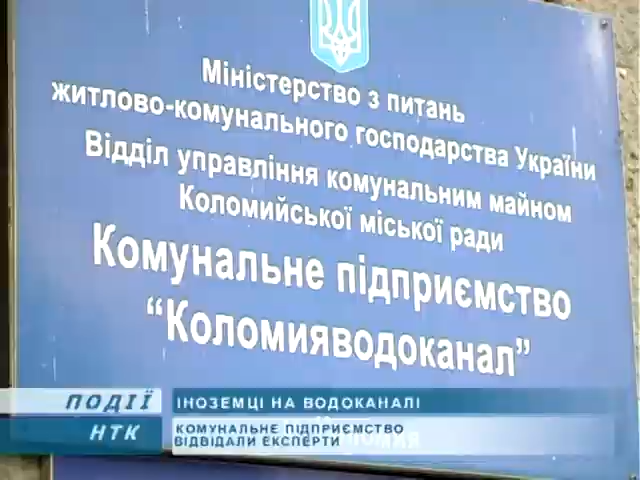 Міністерство з питань
житлово-комунального господарства України
Відділ управління комунальним майном
Коломийської міської ради
Комунальне підприємство
“Коломияводоканал”
ПОДІЇ
ІНОЗЕМЦІ НА ВОДОКАНАЛІ
НТК
КОМУНАЛЬНЕ ПІДПРИЄМСТВО
ВІДВІДАЛИ ЕКСПЕРТИ